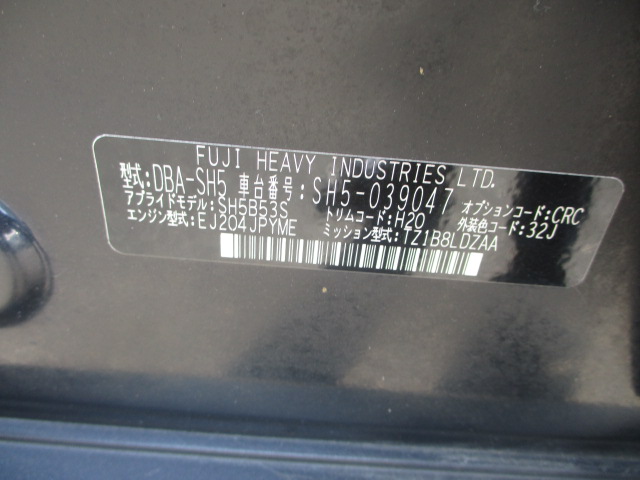 FUJI HEAVY INDUSTRIES LTD.
型式:DBA-SH5 車台番号:SH5-039047
アプライドモデル:SH5B53S オプションコード:CRC
エンジン型式:EJ204JPYME トリムコード:H20 外装色コード:32J
ミッション型式:TZ1B8LDZAA